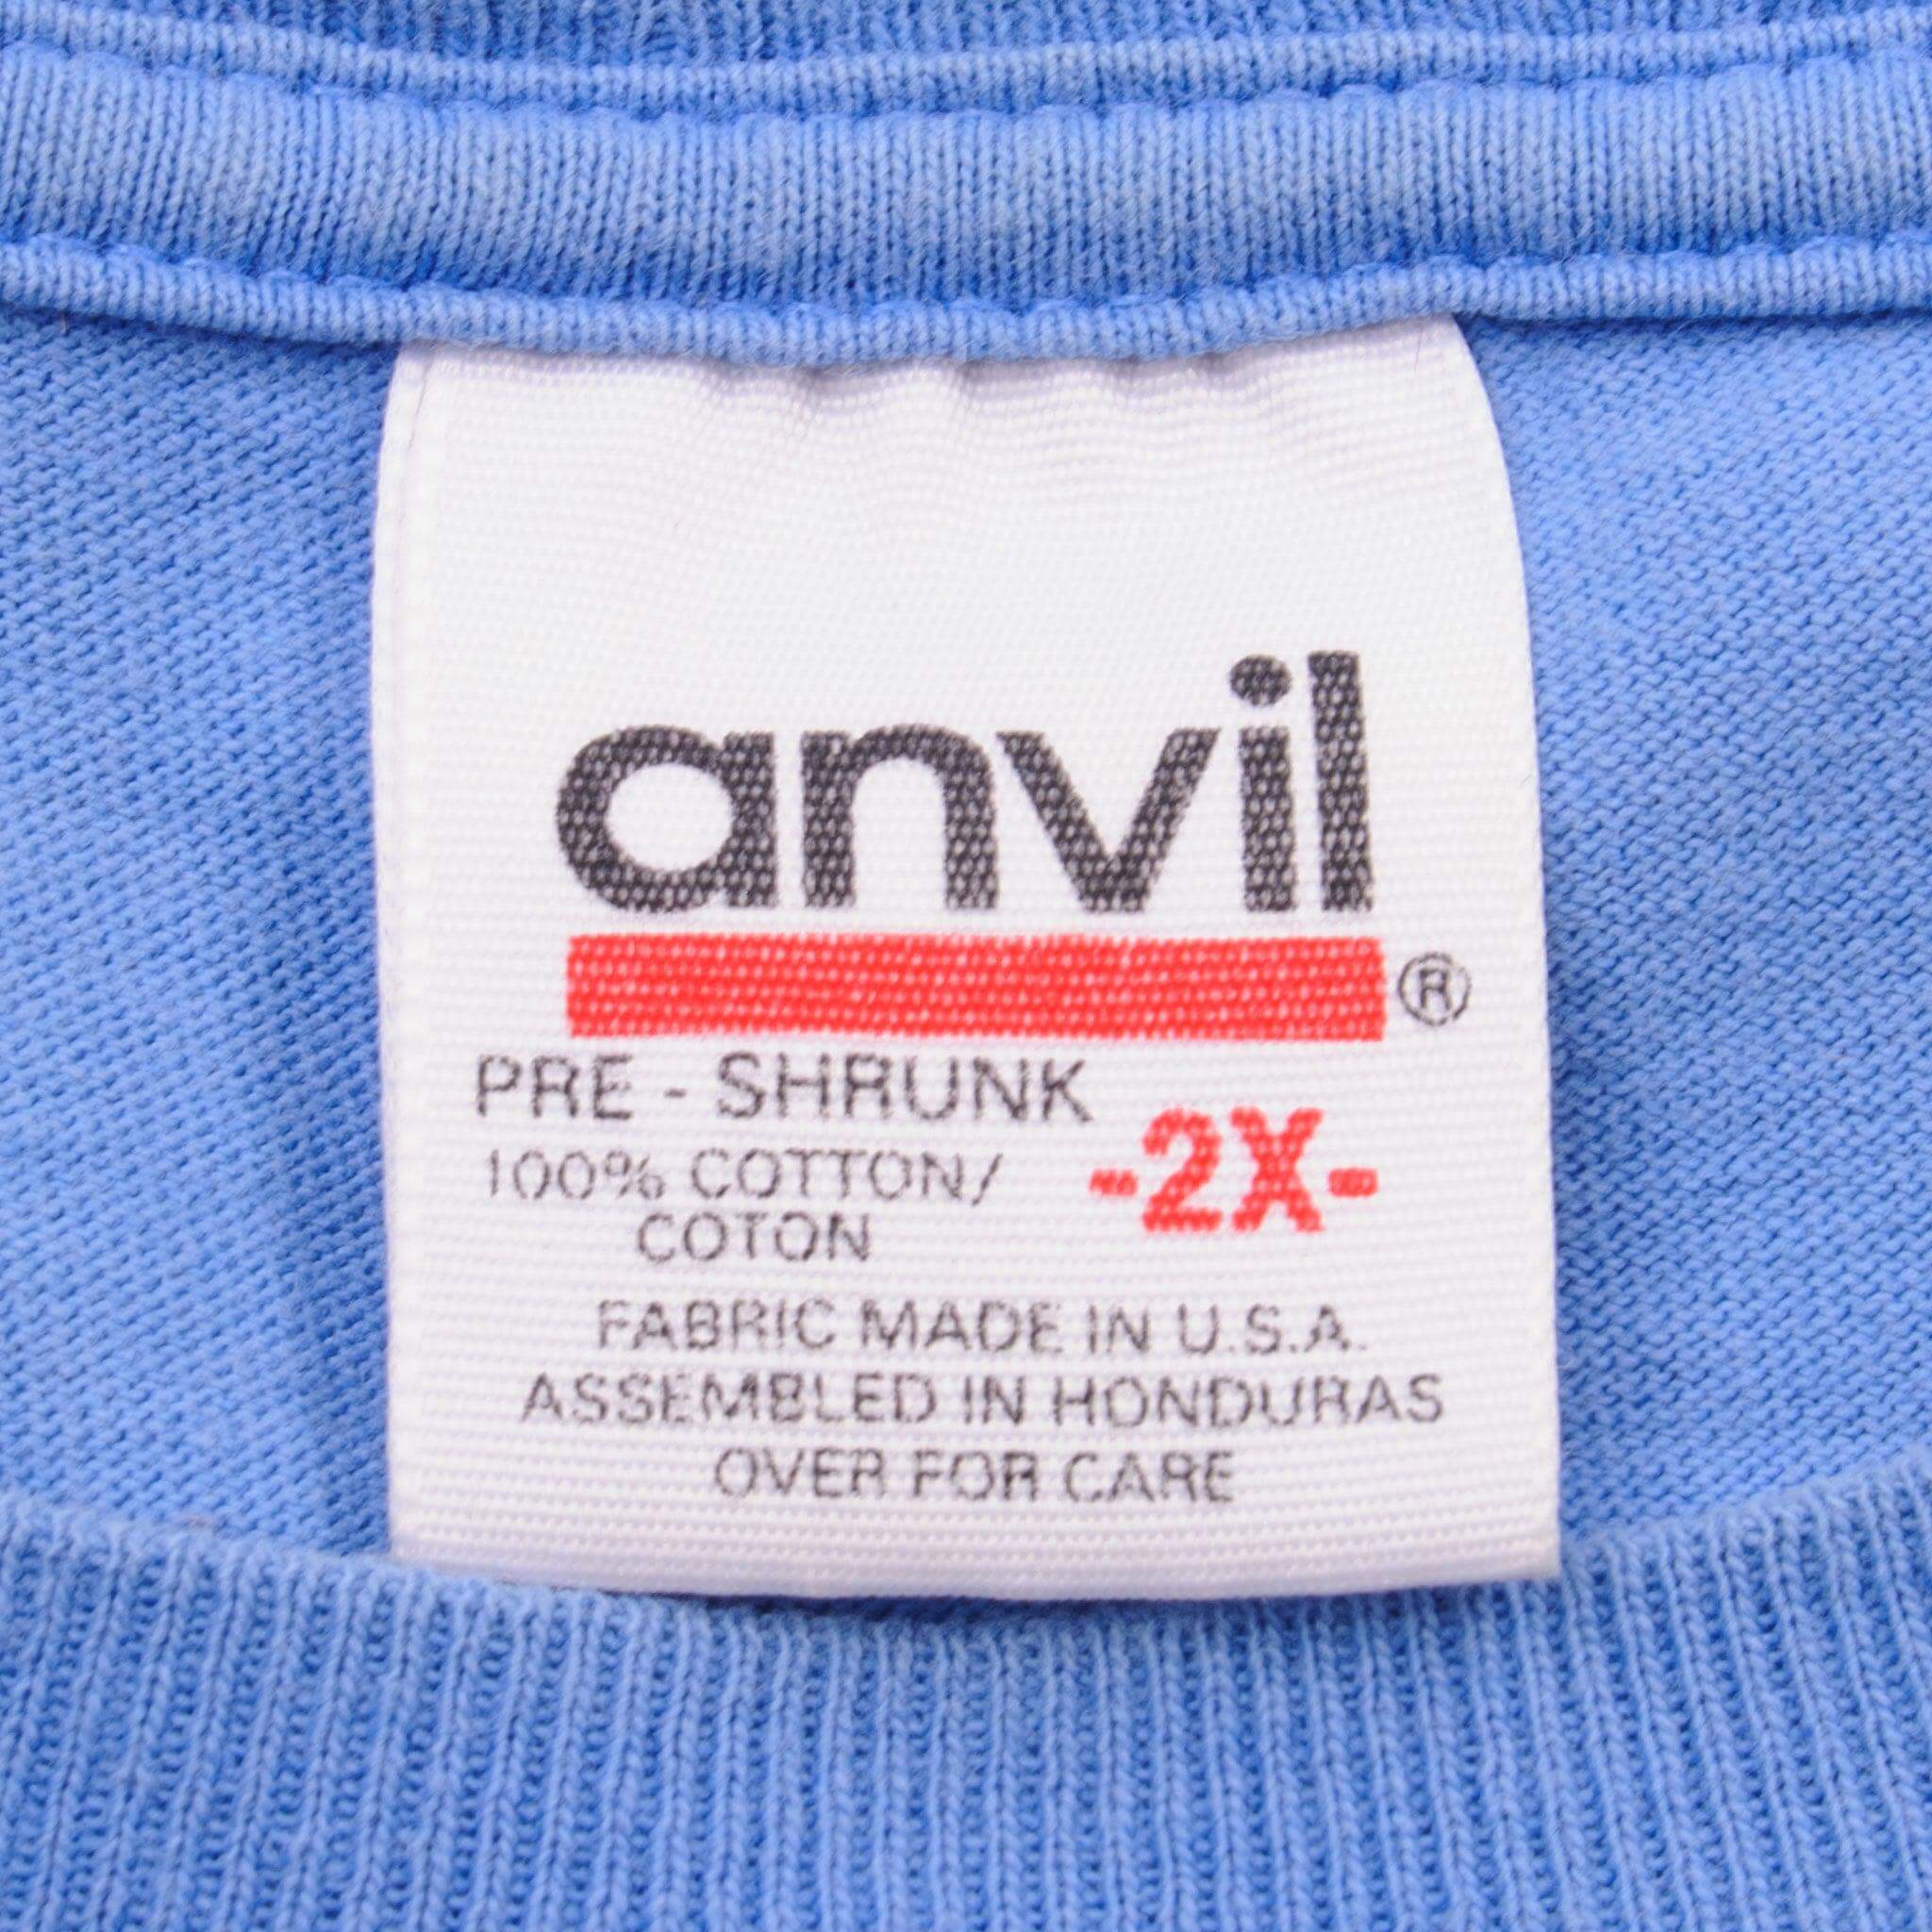 anvil
®
PRE - SHRUNK
100% COTTON/
COTON
-2X-
FABRIC MADE IN U.S.A.
ASSEMBLED IN HONDURAS
OVER FOR CARE